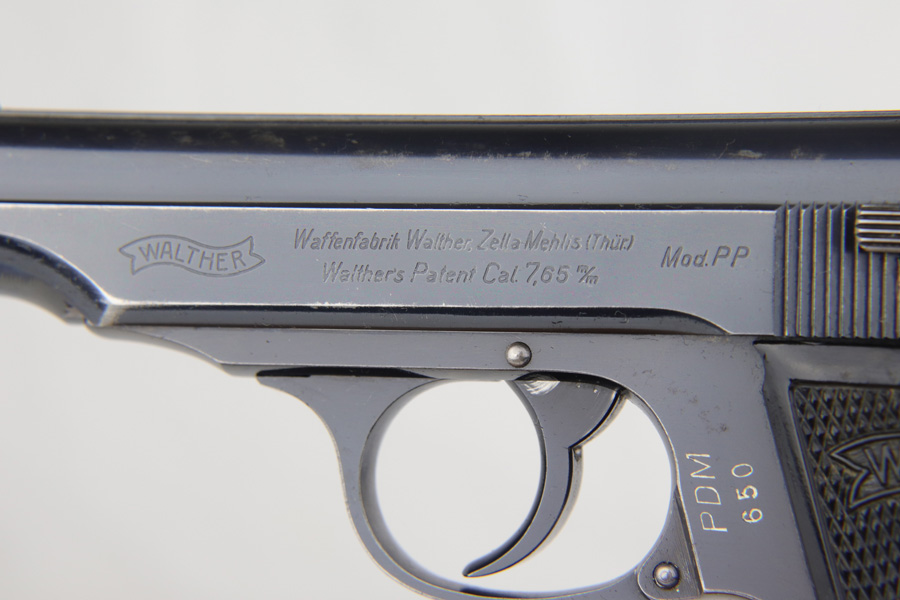 WALTHER
Waffenfabrik Walther, Zella Mehlis (Thür)
Walther's Patent Cal. 7,65 m/m
Mod. PP
PDM
650
W